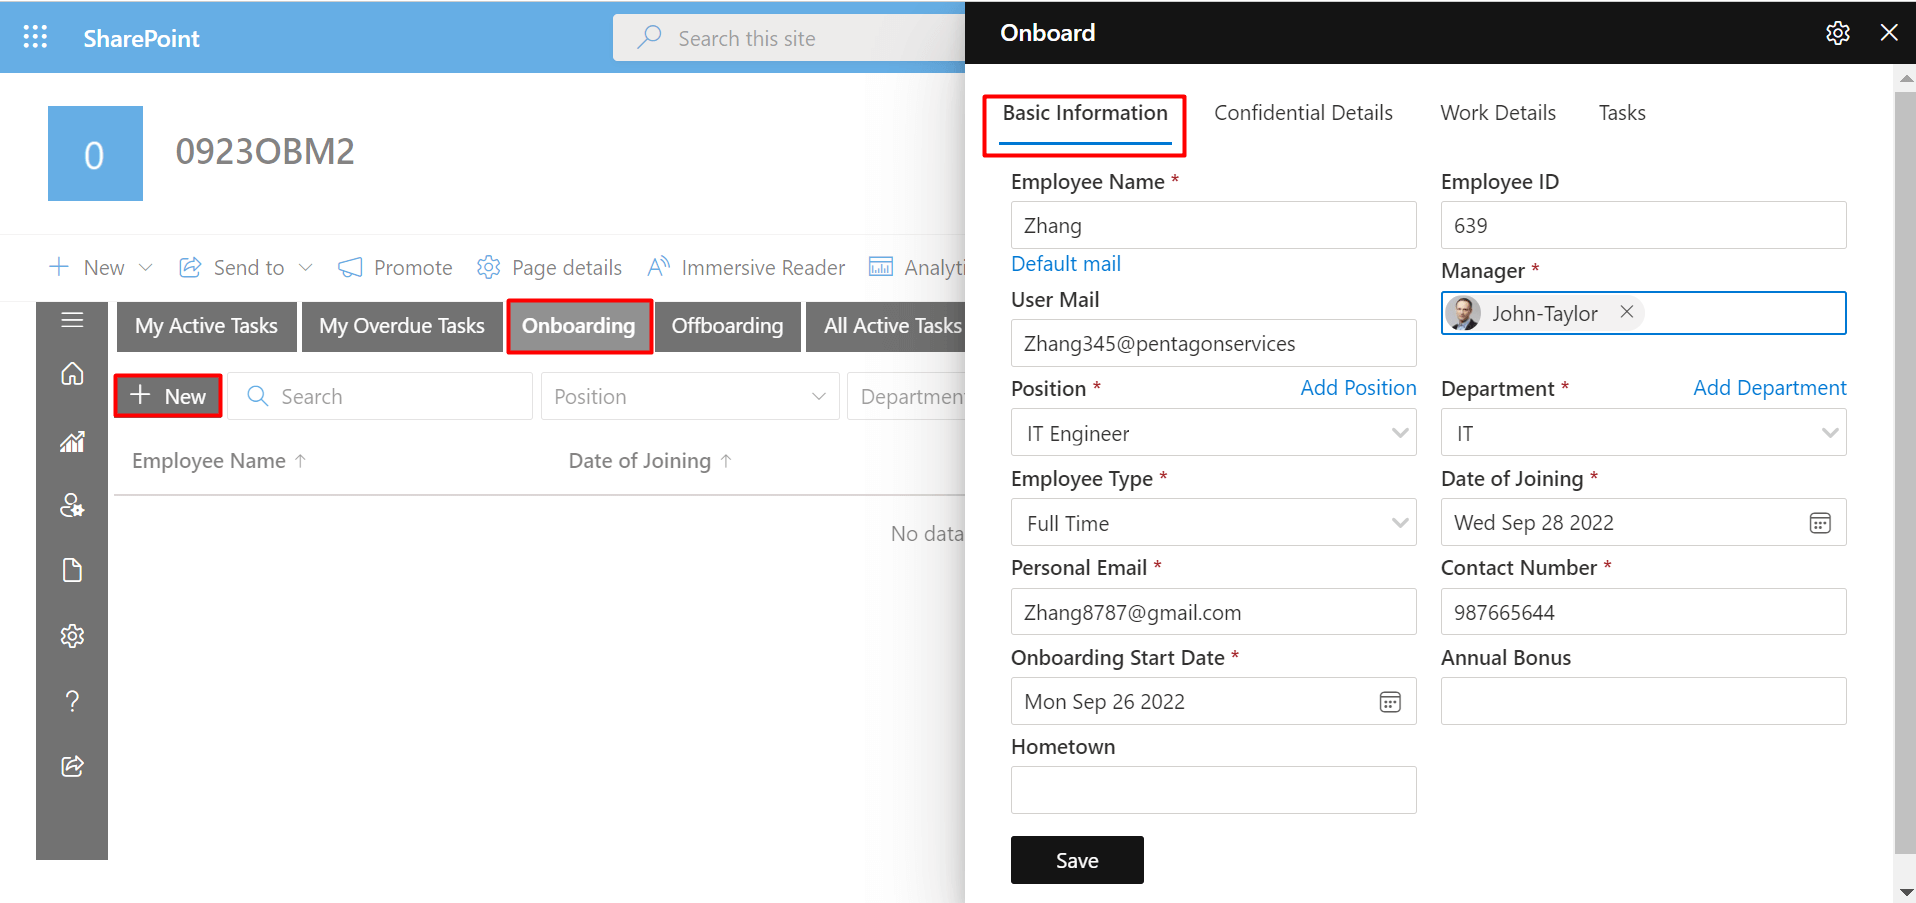 SharePoint
Search this site
0
0923OBM2
New
Send to
Promote
Page details
Immersive Reader
Analyti
My Active Tasks
My Overdue Tasks
Onboarding
Offboarding
All Active Tasks
New
Search
Position
Departmen
Employee Name ↑
Date of Joining ↑
No data
Onboard
Basic Information
Confidential Details
Work Details
Tasks
Employee Name *
Zhang
Default mail
Employee ID
639
User Mail
Zhang345@pentagonservices
Manager *
John-Taylor
Position *
Add Position
IT Engineer
Department *
Add Department
IT
Employee Type *
Full Time
Date of Joining *
Wed Sep 28 2022
Personal Email *
Zhang8787@gmail.com
Contact Number *
987665644
Onboarding Start Date *
Mon Sep 26 2022
Annual Bonus
Hometown
Save